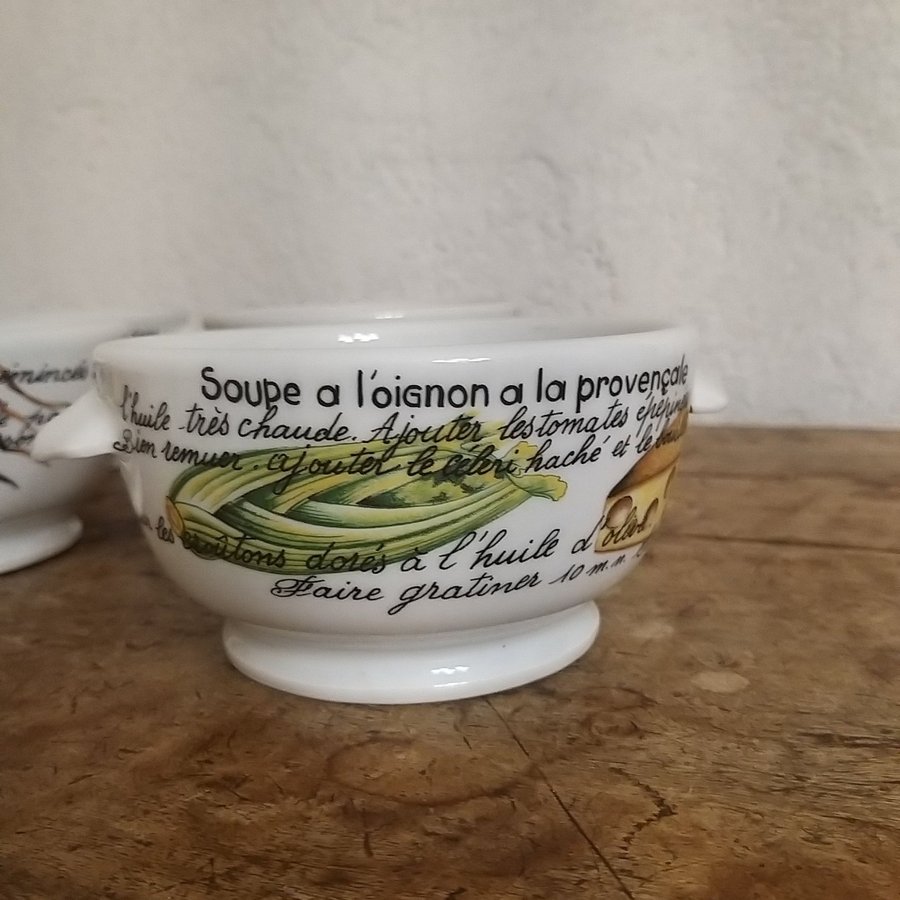 Soupe a l'oignon a la provençale
l'huile très chaude. Ajouter les tomates
Bien remuer. ajouter le céleri haché et le
les croûtons dorés à l'huile d'olive
Faire gratiner 10 m.n.